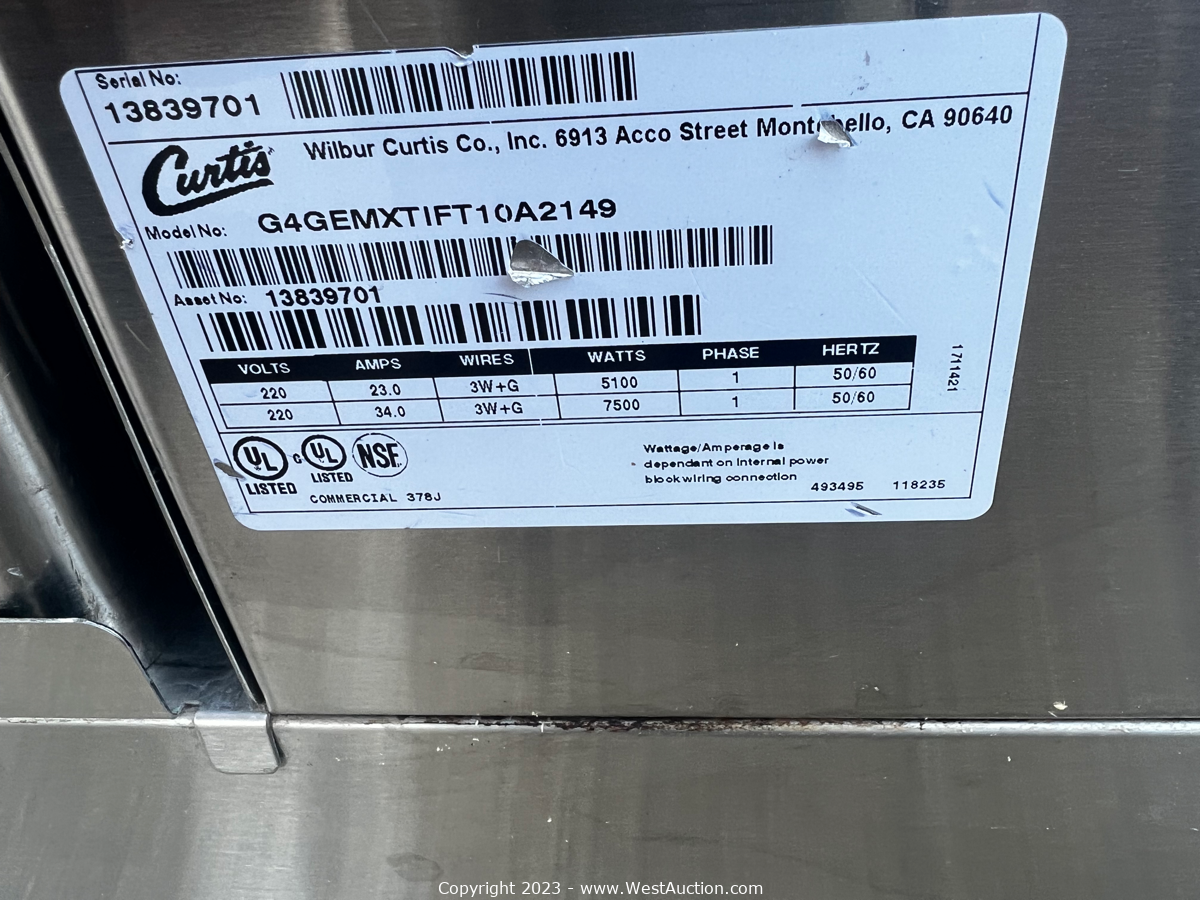 Serial No:
13839701
Curtis
Wilbur Curtis Co., Inc. 6913 Acco Street Montebello, CA 90640
Model No: G4GEMXTIFT10A2149
Asset No: 13839701
VOLTS AMPS WIRES WATTS PHASE HERTZ
220 23.0 3W+G 5100 1 50/60
220 34.0 3W+G 7500 1 50/60
171421
UL LISTED c UL LISTED NSF
COMMERCIAL 378J
Wattage/Amperage is
dependant on internal power
block wiring connection
493495 118235
Copyright 2023 - www.WestAuction.com